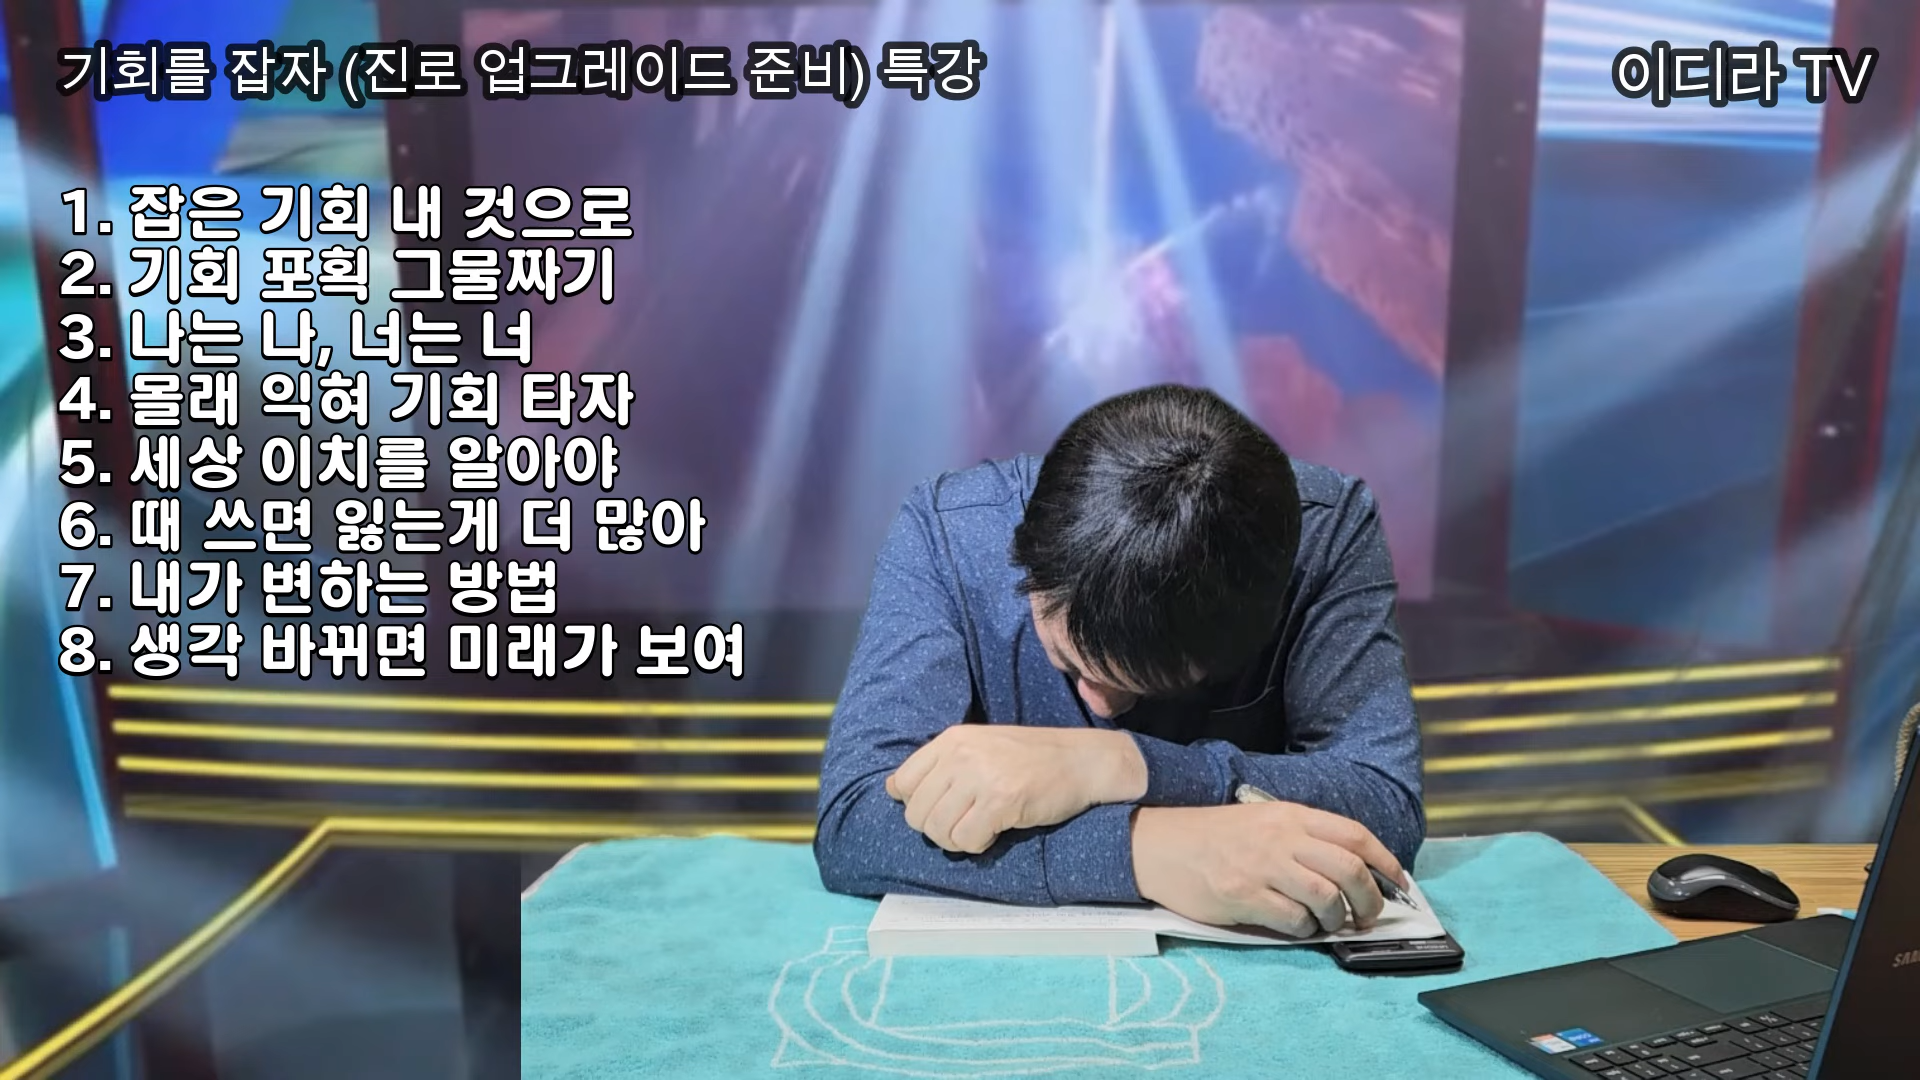 기회를 잡자 (진로 업그레이드 준비) 특강
이디라 TV
1. 잡은 기회 내 것으로
2. 기회 포획 그물짜기
3. 나는 나, 너는 너
4. 몰래 익혀 기회 타자
5. 세상 이치를 알아야
6. 때 쓰면 잃는게 더 많아
7. 내가 변하는 방법
8. 생각 바뀌면 미래가 보여